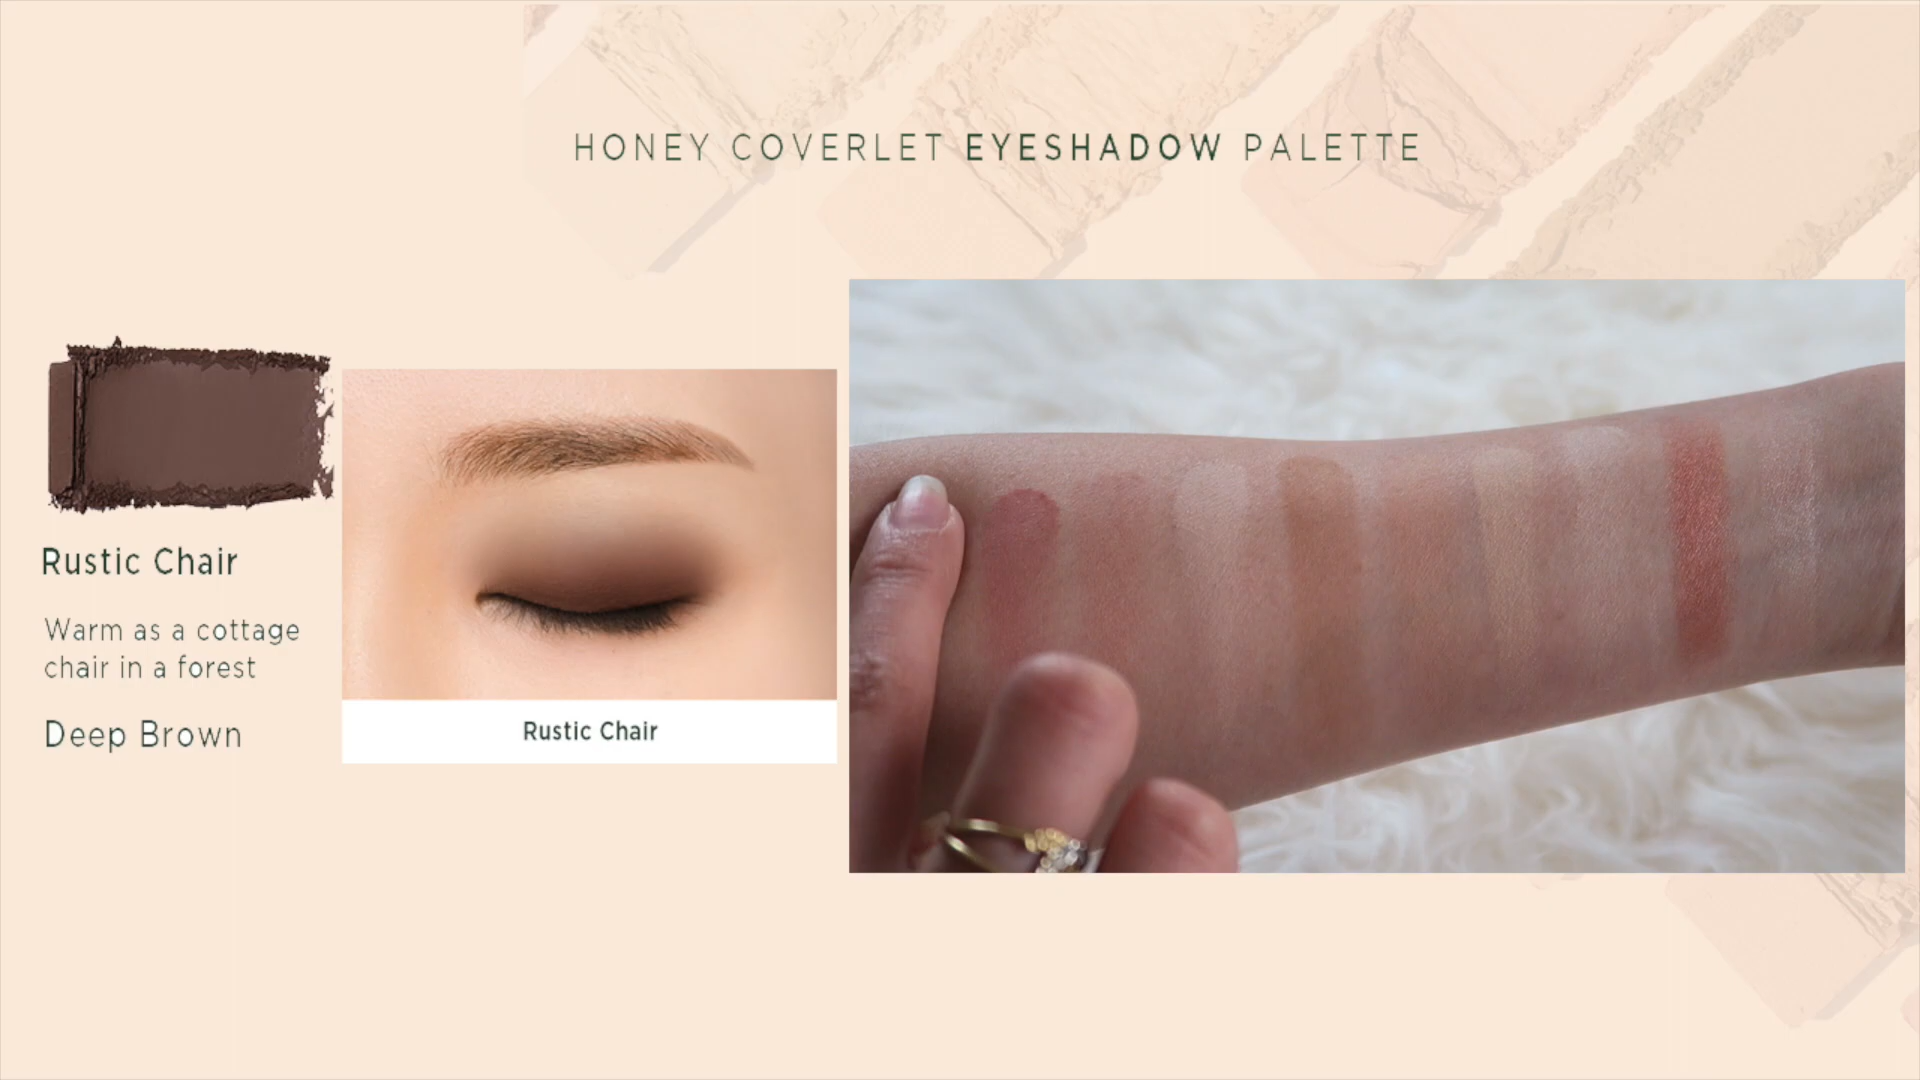 HONEY COVERLET EYESHADOW PALETTE
Rustic Chair
Warm as a cottage
chair in a forest
Deep Brown
Rustic Chair